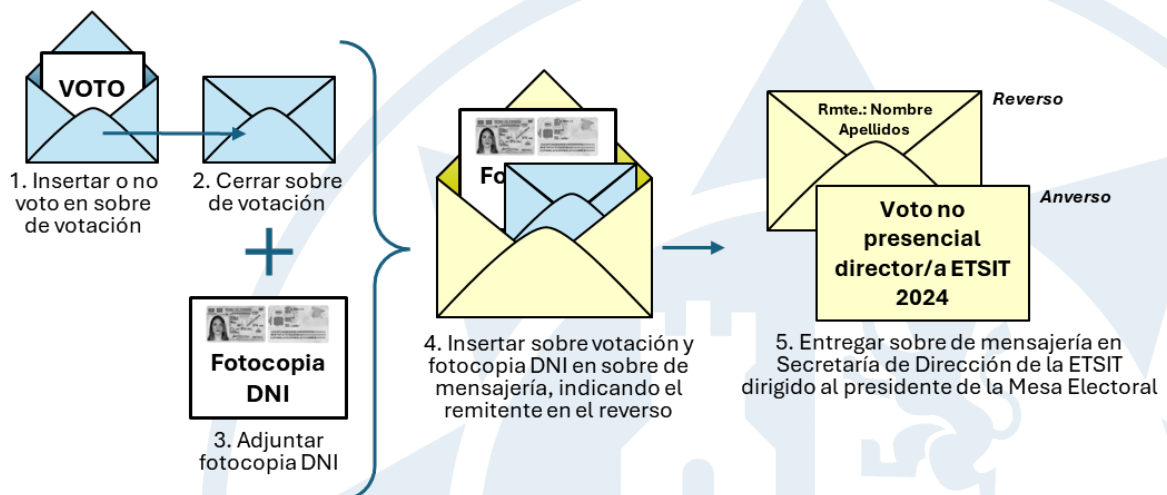 VOTO
1. Insertar o no
voto en sobre
de votación
2. Cerrar sobre
de votación
Fotocopia
DNI
3. Adjuntar
fotocopia DNI
Fo
4. Insertar sobre votación y
fotocopia DNI en sobre de
mensajería, indicando el
remitente en el reverso
Rmte.: Nombre
Apellidos
Reverso
Anverso
Voto no
presencial
director/a ETSIT
2024
5. Entregar sobre de mensajería en
Secretaría de Dirección de la ETSIT
dirigido al presidente de la Mesa Electoral